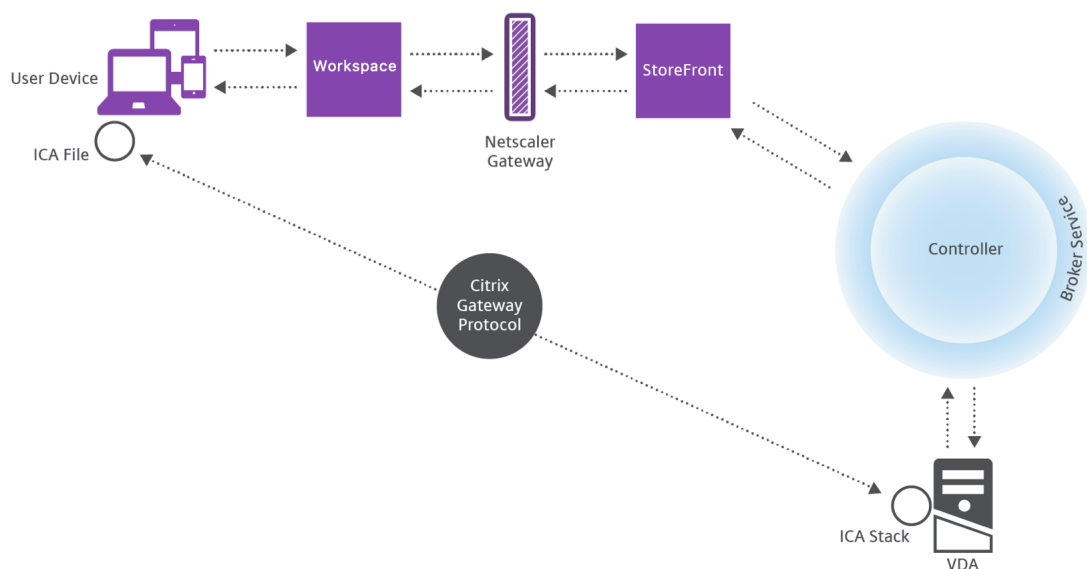 User Device
Workspace
StoreFront
ICA File
Netscaler
Gateway
Broker Service
Controller
Citrix
Gateway
Protocol
ICA Stack
VDA